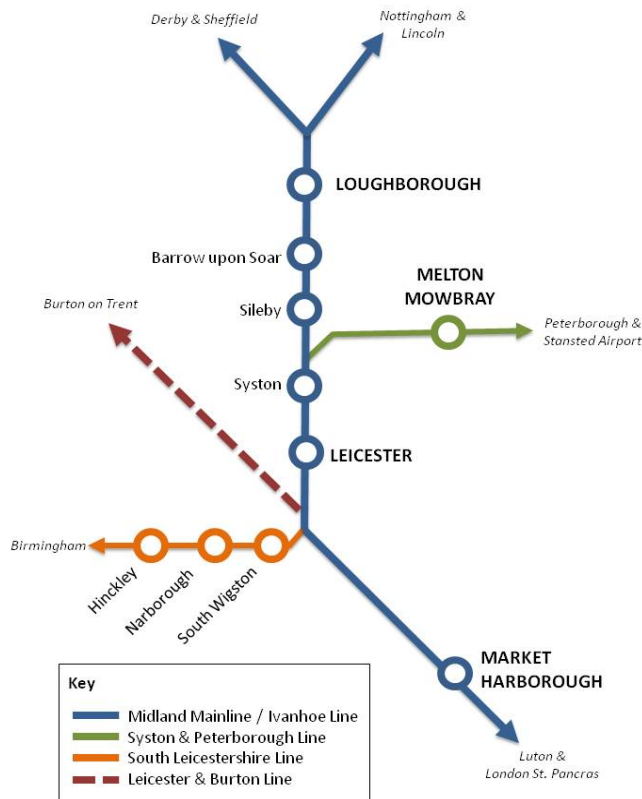 Derby & Sheffield
Nottingham &
Lincoln
LOUGHBOROUGH
Barrow upon Soar
MELTON
MOWBRAY
Burton on Trent
Sileby
Peterborough &
Stansted Airport
Syston
LEICESTER
Birmingham
Hinckley
Narborough
South Wigston
MARKET
HARBOROUGH
Key
Midland Mainline / Ivanhoe Line
Syston & Peterborough Line
South Leicestershire Line
Leicester & Burton Line
Luton &
London St. Pancras